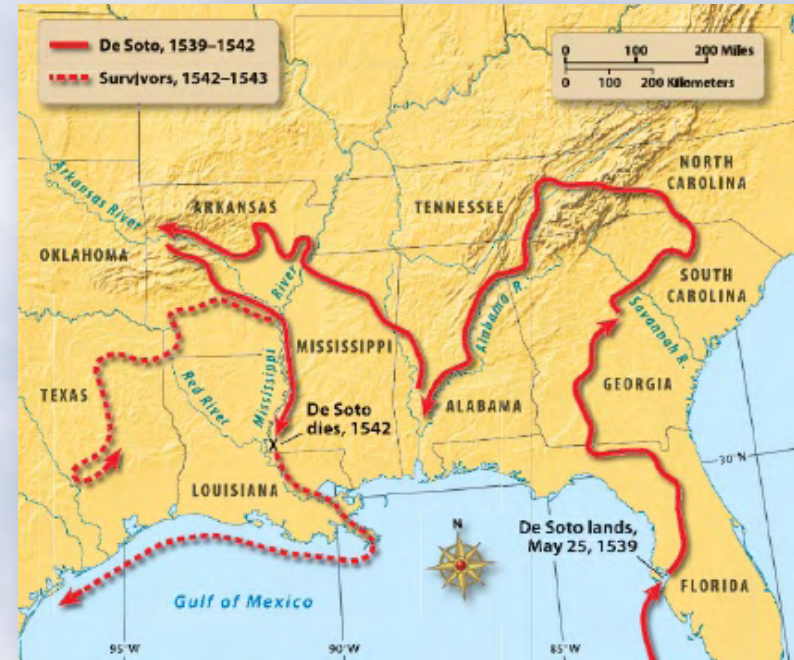 De Soto, 1539–1542
Survivors, 1542–1543
0 100 200 Miles
0 100 200 Kilometers
NORTH
CAROLINA
Arkansas River
ARKANSAS
TENNESSEE
OKLAHOMA
SOUTH
CAROLINA
River
Alabama R.
Savannah R.
MISSISSIPPI
TEXAS
Red River
Mississippi
GEORGIA
De Soto
dies, 1542
ALABAMA
30°N
LOUISIANA
N
De Soto lands,
May 25, 1539
FLORIDA
Gulf of Mexico
95°W
90°W
85°W